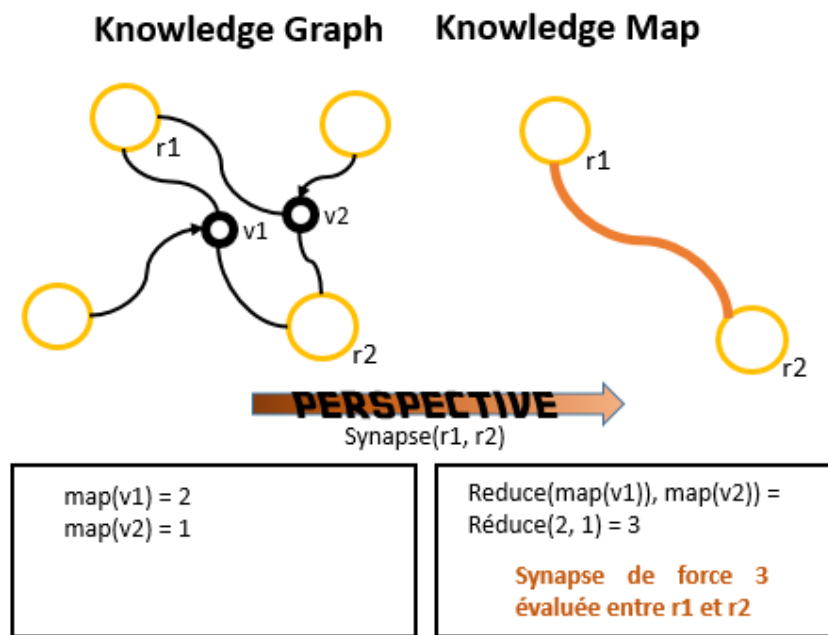 Knowledge Graph
Knowledge Map
r1
v1
v2
r2
r1
r2
PERSPECTIVE
Synapse(r1, r2)
map(v1) = 2
map(v2) = 1
Reduce(map(v1)), map(v2)) =
Réduce(2, 1) = 3
Synapse de force 3
évaluée entre r1 et r2